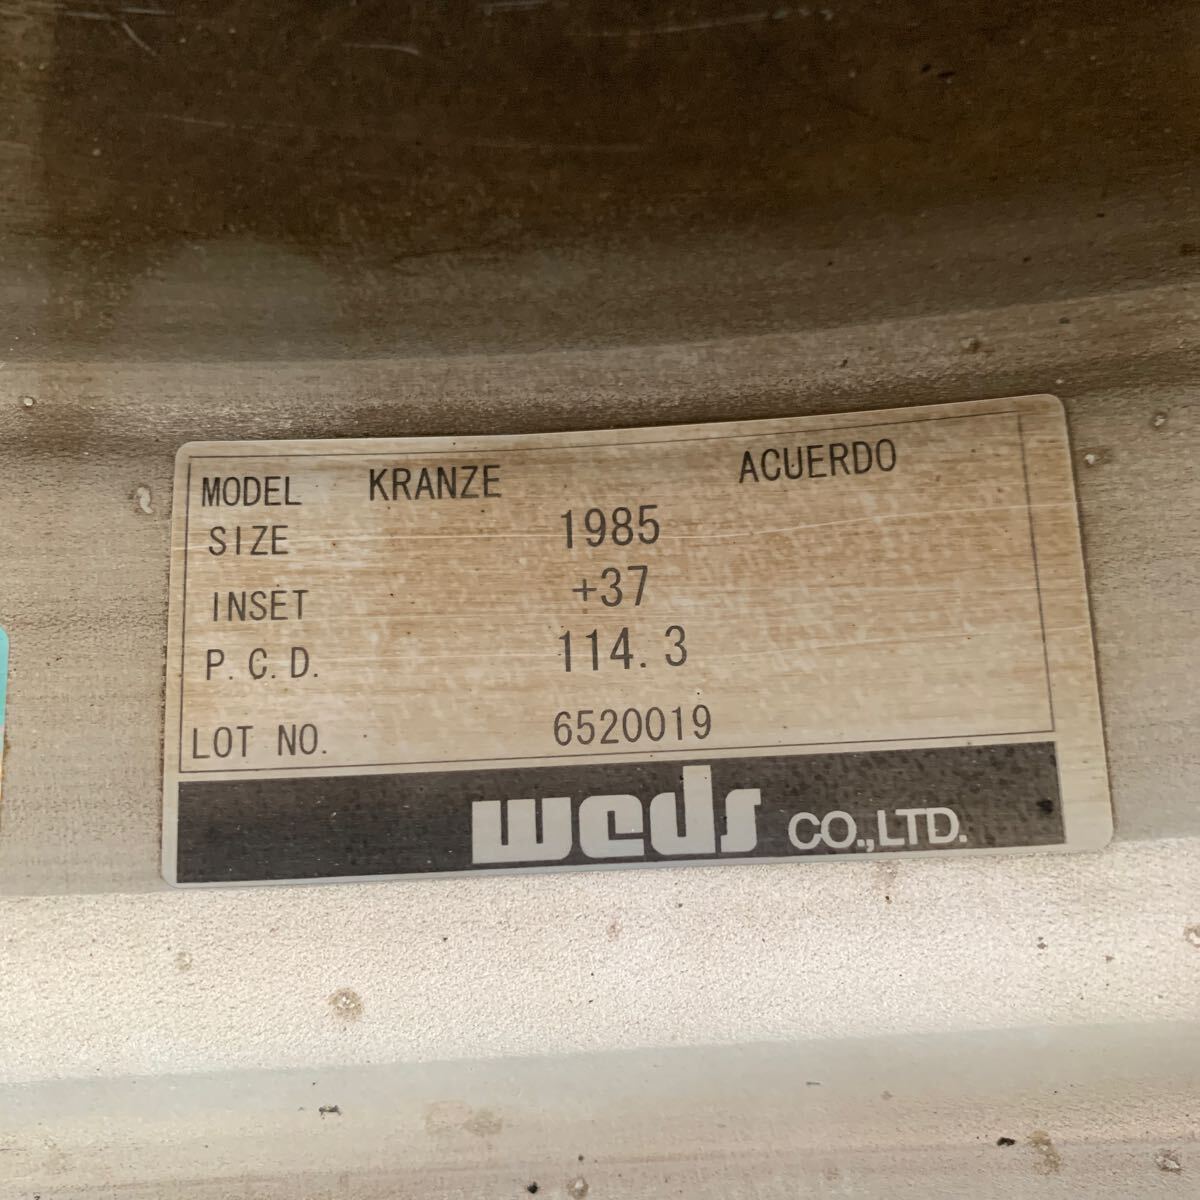 MODEL KRANZE ACUERDO
SIZE 1985
INSET +37
P.C.D. 114.3
LOT NO. 6520019
weds CO.,LTD.